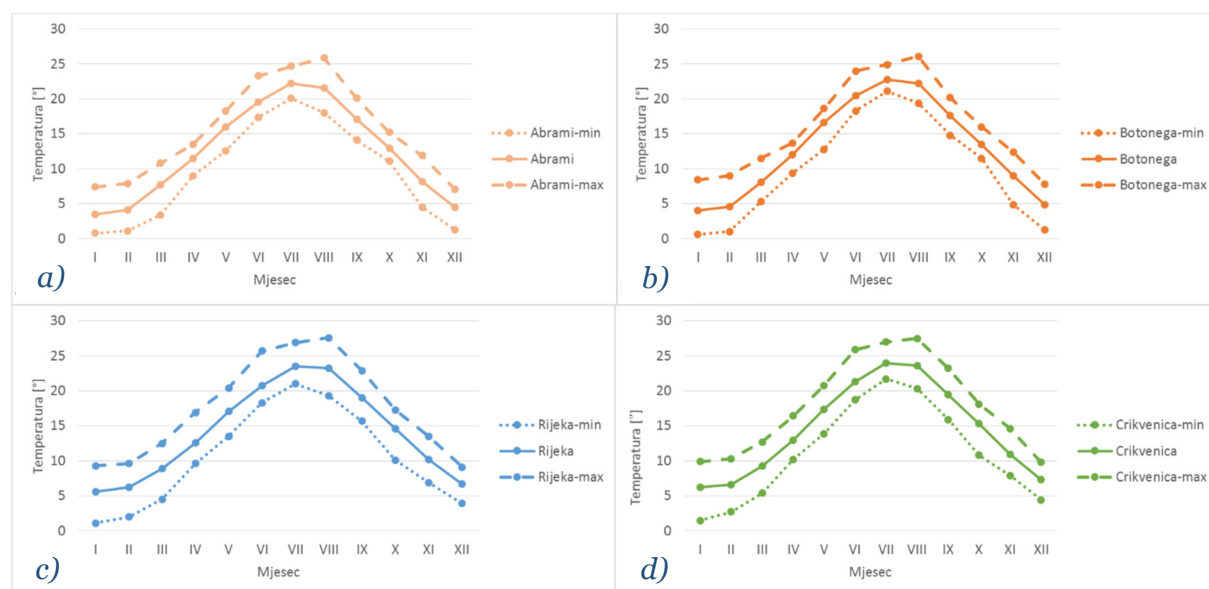 30
25
20
15
10
5
0
Temperatura [°]
I II III IV V VI VII VIII IX X XI XII
Mjesec
Abrami-min
Abrami
Abrami-max
a)
30
25
20
15
10
5
0
Temperatura [°]
I II III IV V VI VII VIII IX X XI XII
Mjesec
Botonega-min
Botonega
Botonega-max
b)
30
25
20
15
10
5
0
Temperatura [°]
I II III IV V VI VII VIII IX X XI XII
Mjesec
Rijeka-min
Rijeka
Rijeka-max
c)
30
25
20
15
10
5
0
Temperatura [°]
I II III IV V VI VII VIII IX X XI XII
Mjesec
Crikvenica-min
Crikvenica
Crikvenica-max
d)